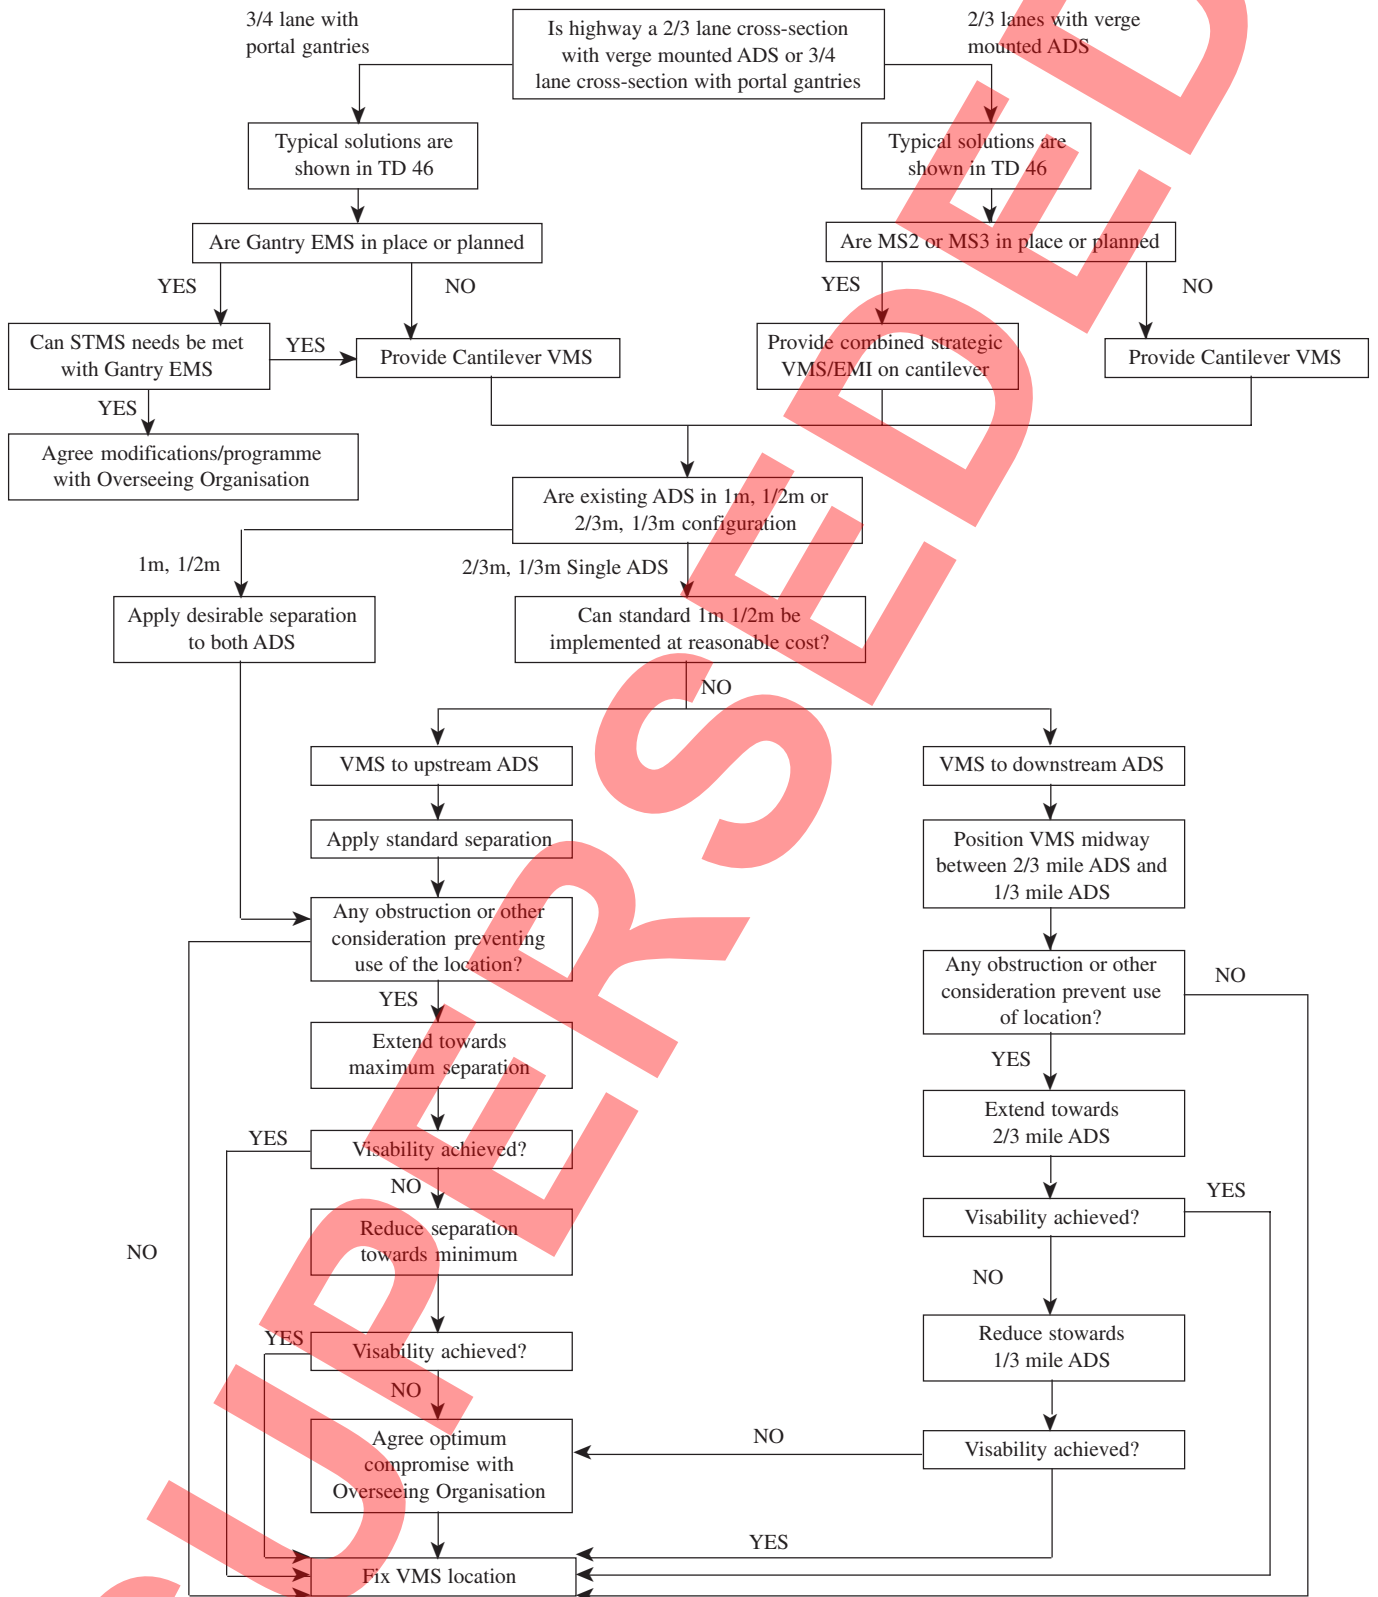 3/4 lane with
portal gantries
Is highway a 2/3 lane cross-section
with verge mounted ADS or 3/4
lane cross-section with portal gantries
2/3 lanes with verge
mounted ADS
Typical solutions are
shown in TD 46
Typical solutions are
shown in TD 46
Are Gantry EMS in place or planned
Are MS2 or MS3 in place or planned
YES
NO
YES
NO
Can STMS needs be met
with Gantry EMS
YES
Provide Cantilever VMS
Provide combined strategic
VMS/EMI on cantilever
Provide Cantilever VMS
YES
Agree modifications/programme
with Overseeing Organisation
Are existing ADS in 1m, 1/2m or
2/3m, 1/3m configuration
1m, 1/2m
2/3m, 1/3m Single ADS
Apply desirable separation
to both ADS
Can standard 1m 1/2m be
implemented at reasonable cost?
NO
VMS to upstream ADS
VMS to downstream ADS
Apply standard separation
Position VMS midway
between 2/3 mile ADS and
1/3 mile ADS
Any obstruction or other
consideration preventing
use of the location?
Any obstruction or other
consideration prevent use
of location?
NO
YES
Extend towards
maximum separation
YES
Extend towards
2/3 mile ADS
YES
Visability achieved?
NO
YES
Visability achieved?
Reduce separation
towards minimum
NO
NO
YES
Visability achieved?
Reduce stowards
1/3 mile ADS
NO
Agree optimum
compromise with
Overseeing Organisation
NO
Visability achieved?
YES
Fix VMS location
SUPERSEDED